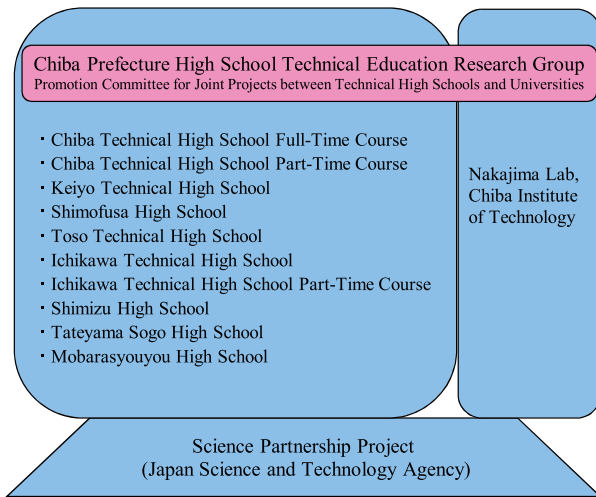 Chiba Prefecture High School Technical Education Research Group
Promotion Committee for Joint Projects between Technical High Schools and Universities
・Chiba Technical High School Full-Time Course
・Chiba Technical High School Part-Time Course
・Keiyo Technical High School
・Shimofusa High School
・Toso Technical High School
・Ichikawa Technical High School
・Ichikawa Technical High School Part-Time Course
・Shimizu High School
・Tateyama Sogo High School
・Mobarasyouyou High School
Nakajima Lab,
Chiba Institute
of Technology
Science Partnership Project
(Japan Science and Technology Agency)